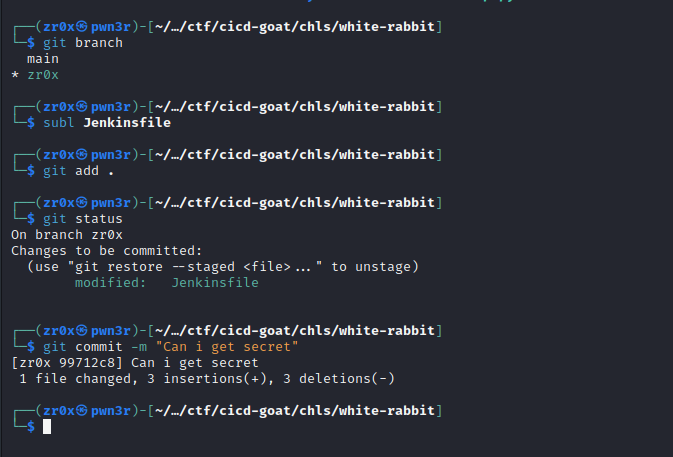 ┌──(zr0x㉿pwn3r)-[~/…/ctf/cicd-goat/chls/white-rabbit]
└─$ git branch
  main
* zr0x
┌──(zr0x㉿pwn3r)-[~/…/ctf/cicd-goat/chls/white-rabbit]
└─$ subl Jenkinsfile
┌──(zr0x㉿pwn3r)-[~/…/ctf/cicd-goat/chls/white-rabbit]
└─$ git add .
┌──(zr0x㉿pwn3r)-[~/…/ctf/cicd-goat/chls/white-rabbit]
└─$ git status
On branch zr0x
Changes to be committed:
  (use "git restore --staged <file>..." to unstage)
        modified:   Jenkinsfile
┌──(zr0x㉿pwn3r)-[~/…/ctf/cicd-goat/chls/white-rabbit]
└─$ git commit -m "Can i get secret"
[zr0x 99712c8] Can i get secret
 1 file changed, 3 insertions(+), 3 deletions(-)
┌──(zr0x㉿pwn3r)-[~/…/ctf/cicd-goat/chls/white-rabbit]
└─$